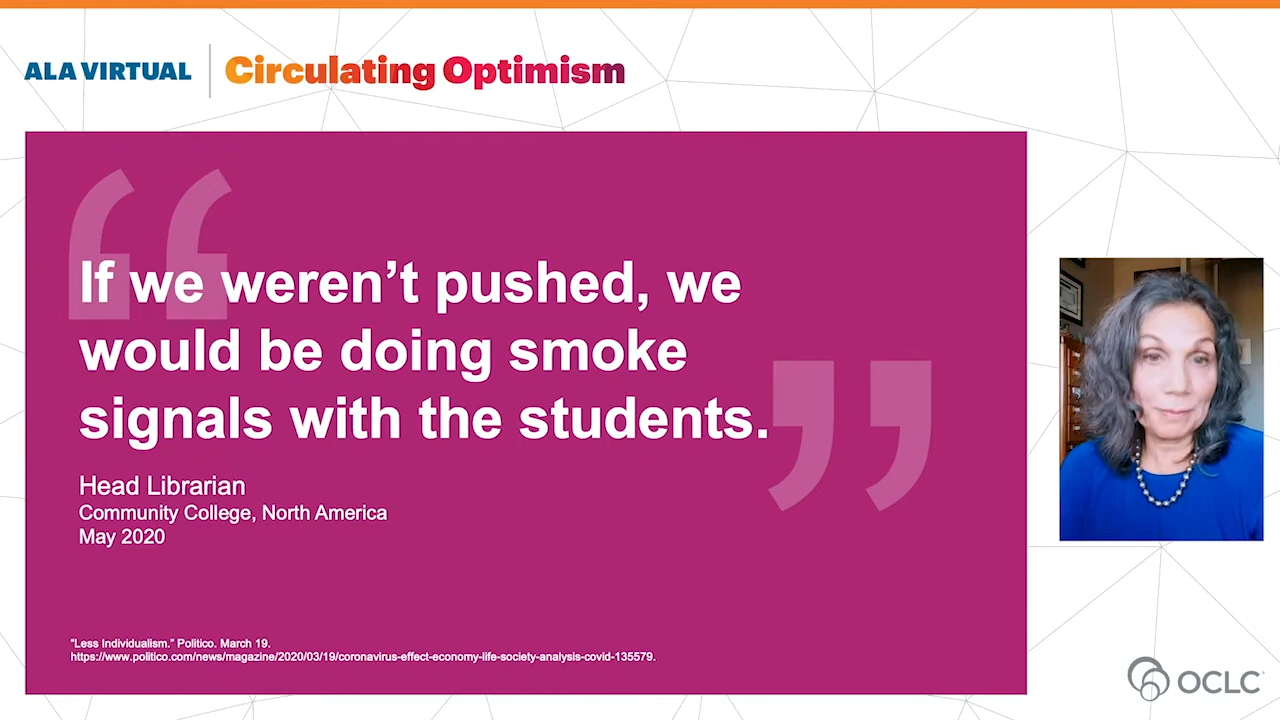 ALA VIRTUAL
Circulating Optimism
If we weren’t pushed, we
would be doing smoke
signals with the students.
Head Librarian
Community College, North America
May 2020
“Less Individualism.” Politico. March 19.
https://www.politico.com/news/magazine/2020/03/19/coronavirus-effect-economy-life-society-analysis-covid-135579.
OCLC